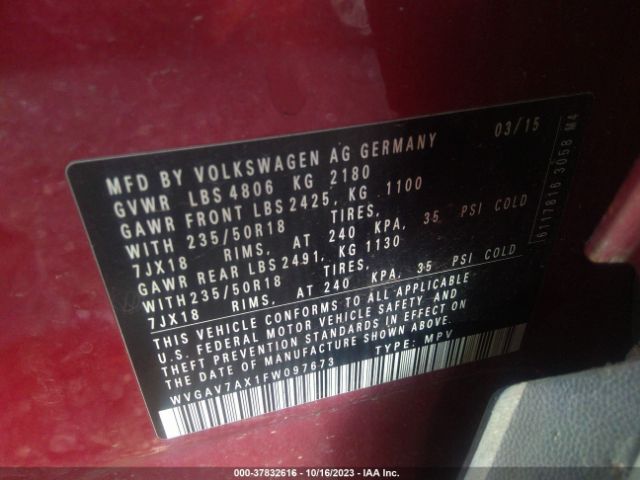 MFD BY VOLKSWAGEN AG GERMANY 03/15
GVWR LBS 4806 KG 2180
GAWR FRONT LBS 2425, KG 1100
WITH 235/50R18 TIRES,
7JX18 RIMS, AT 240 KPA, 35 PSI COLD
GAWR REAR LBS 2491, KG 1130
WITH 235/50R18 TIRES,
7JX18 RIMS, AT 240 KPA, 35 PSI COLD
THIS VEHICLE CONFORMS TO ALL APPLICABLE
U.S. FEDERAL MOTOR VEHICLE SAFETY AND
THEFT PREVENTION STANDARDS IN EFFECT ON
THE DATE OF MANUFACTURE SHOWN ABOVE.
WVGAV7AX1FW097673 TYPE: MPV
6117816 3058 M4
000-37832616 - 10/16/2023 - IAA Inc.